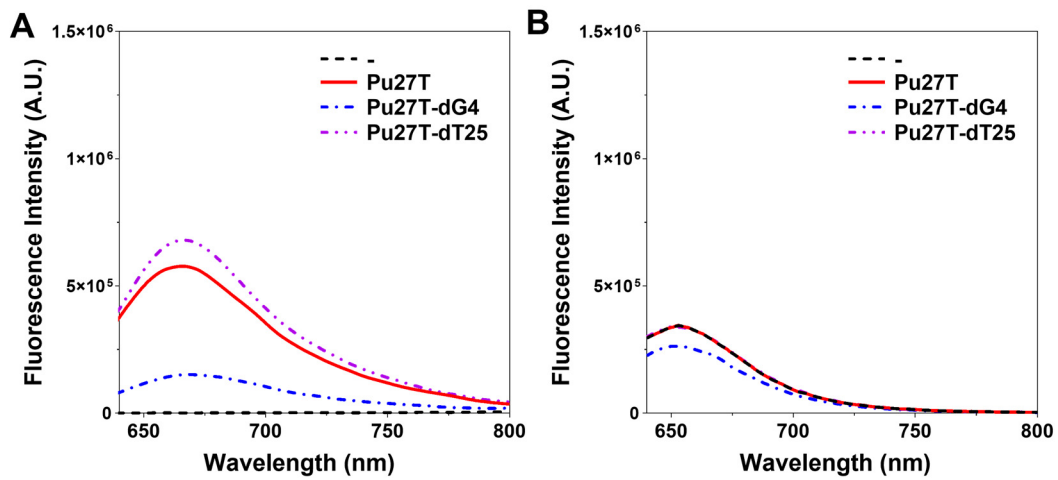 A
Fluorescence Intensity (A.U.)
1.5×10⁶
1×10⁶
5×10⁵
0
-
Pu27T
Pu27T-dG4
Pu27T-dT25
650 700 750 800
Wavelength (nm)
B
Fluorescence Intensity (A.U.)
1.5×10⁶
1×10⁶
5×10⁵
0
-
Pu27T
Pu27T-dG4
Pu27T-dT25
650 700 750 800
Wavelength (nm)